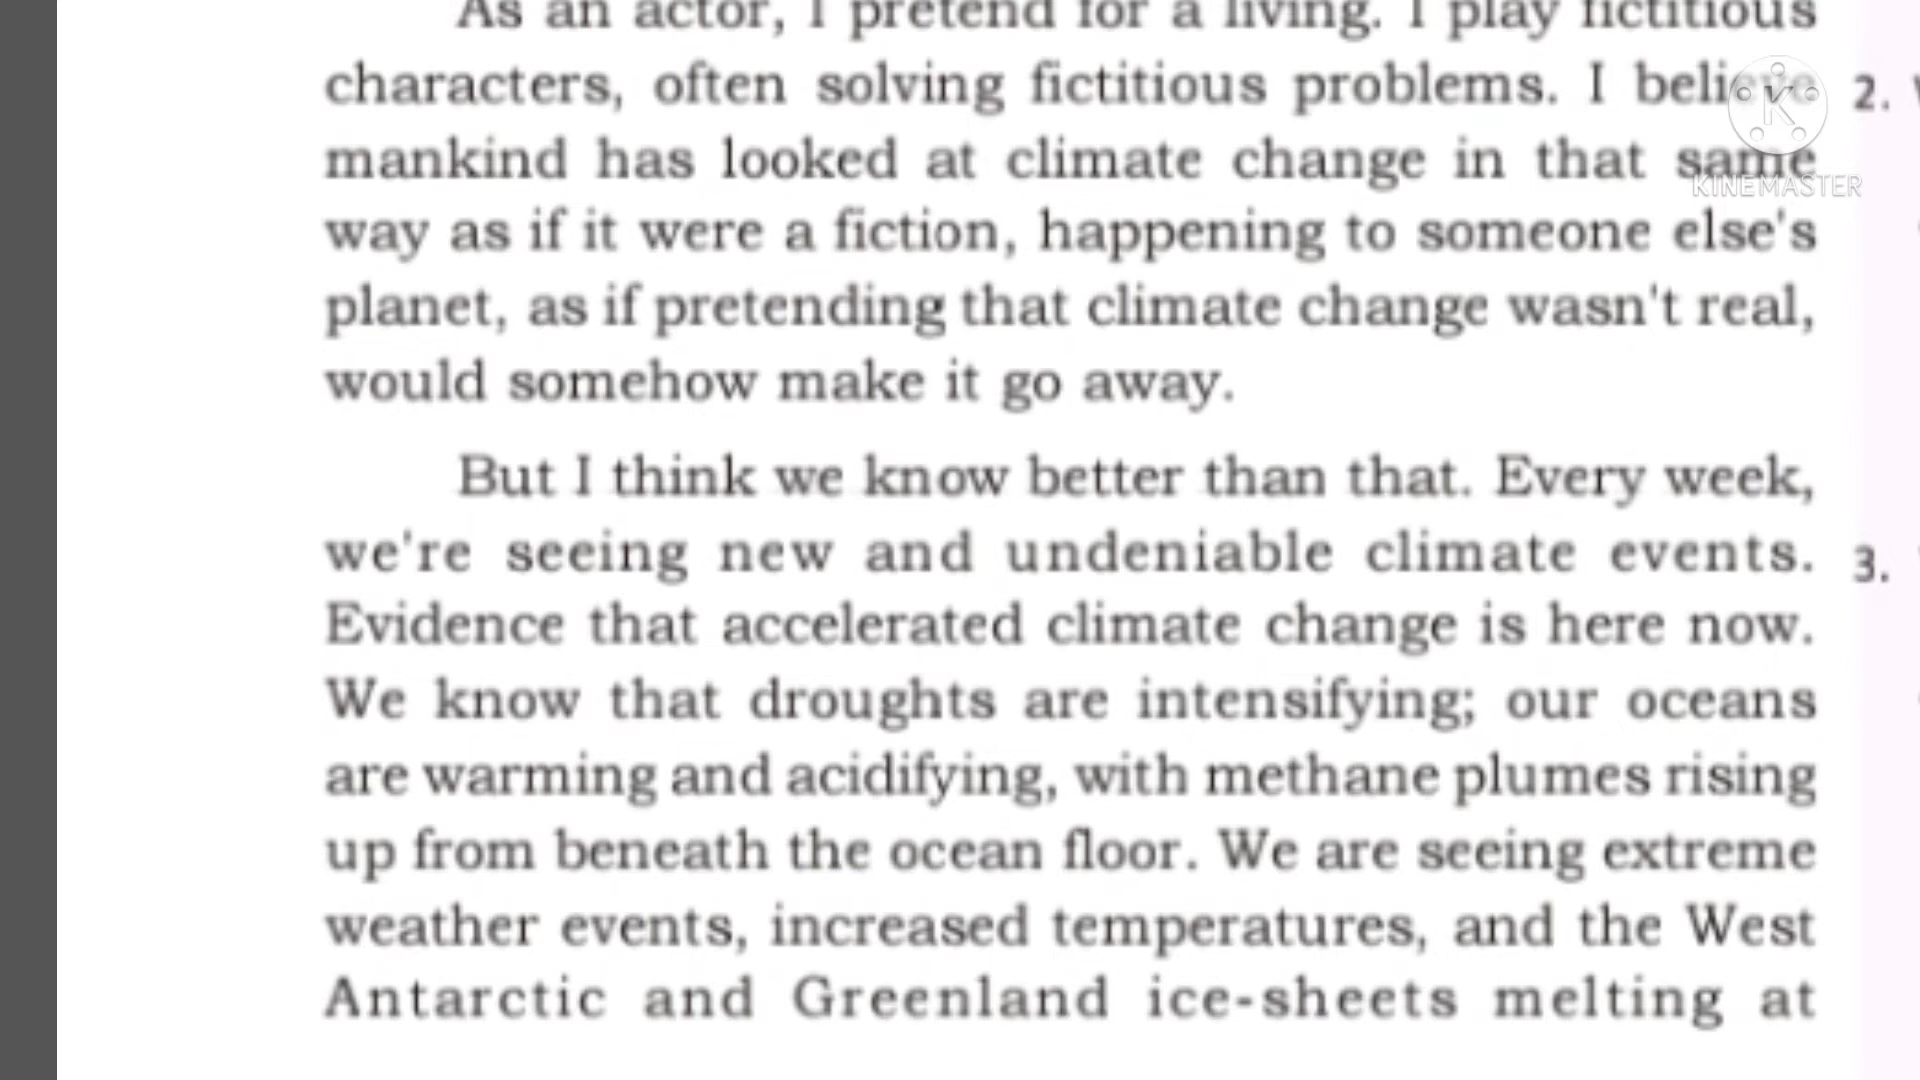 As an actor, I pretend for a living. I play fictitious
characters, often solving fictitious problems. I believe
2.
mankind has looked at climate change in that same
KINEMASTER
way as if it were a fiction, happening to someone else's
planet, as if pretending that climate change wasn't real,
would somehow make it go away.
But I think we know better than that. Every week,
we're seeing new and undeniable climate events.
3.
Evidence that accelerated climate change is here now.
We know that droughts are intensifying; our oceans
are warming and acidifying, with methane plumes rising
up from beneath the ocean floor. We are seeing extreme
weather events, increased temperatures, and the West
Antarctic and Greenland ice-sheets melting at